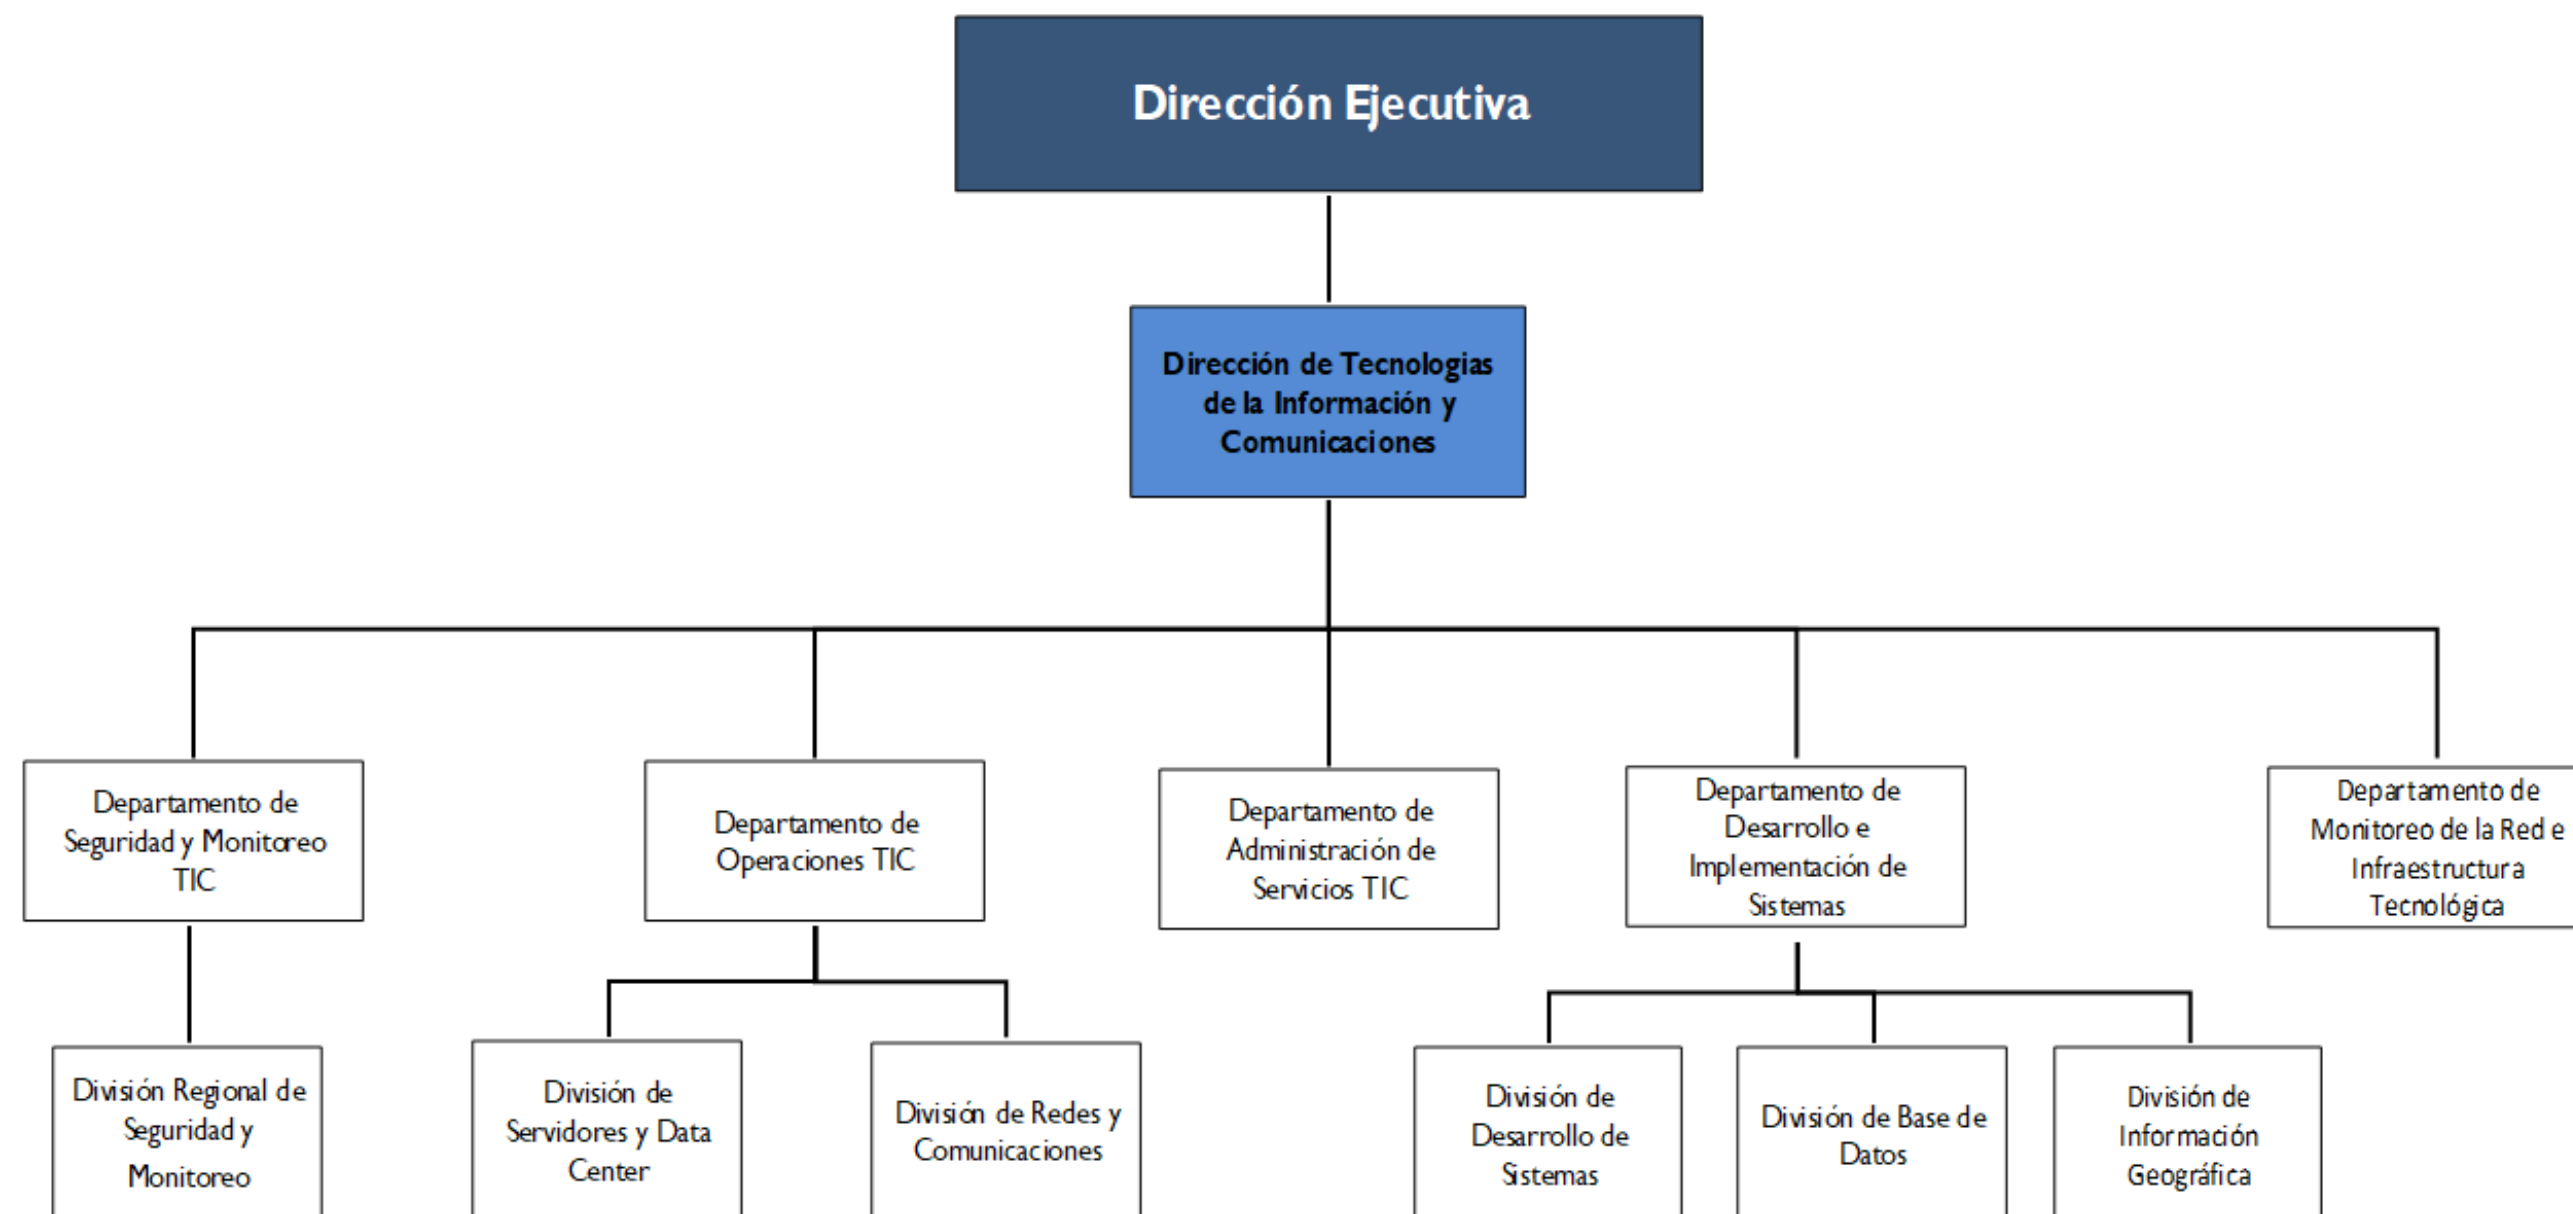 Dirección Ejecutiva
Dirección de Tecnologias
de la Información y
Comunicaciones
Departamento de
Seguridad y Monitoreo
TIC
Departamento de
Operaciones TIC
Departamento de
Administración de
Servicios TIC
Departamento de
Desarrollo e
Implementación de
Sistemas
Departamento de
Monitoreo de la Red e
Infraestructura
Tecnológica
División Regional de
Seguridad y
Monitoreo
División de
Servidores y Data
Center
División de Redes y
Comunicaciones
División de
Desarrollo de
Sistemas
División de Base de
Datos
División de
Información
Geográfica